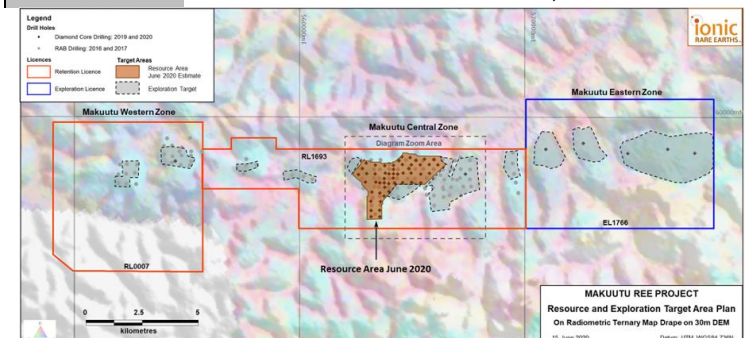 Legend
Drill Holes
Diamond Core Drilling: 2019 and 2020
RAB Drilling: 2016 and 2017
Licences
Target Areas
Retention Licence
Resource Area
June 2020 Estimate
Exploration Licence
Exploration Target
ionic
RARE EARTHS
Makuutu Western Zone
Makuutu Central Zone
Makuutu Eastern Zone
Diagram Zoom Area
RL1693
RL0007
EL1766
Resource Area June 2020
0 2.5 5
kilometres
MAKUUTU REE PROJECT
Resource and Exploration Target Area Plan
On Radiometric Ternary Map Drape on 30m DEM